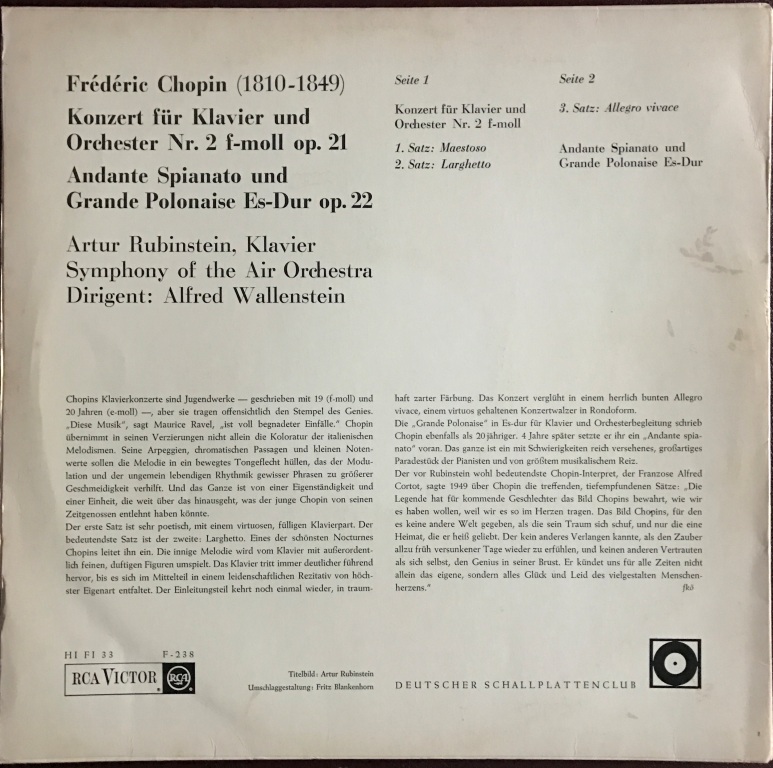 Frédéric Chopin (1810-1849)
Konzert für Klavier und
Orchester Nr. 2 f-moll op. 21
Andante Spianato und
Grande Polonaise Es-Dur op. 22
Artur Rubinstein, Klavier
Symphony of the Air Orchestra
Dirigent: Alfred Wallenstein
Seite 1
Konzert für Klavier und
Orchester Nr. 2 f-moll
1. Satz: Maestoso
2. Satz: Larghetto
Seite 2
3. Satz: Allegro vivace
Andante Spianato und
Grande Polonaise Es-Dur
Chopins Klavierkonzerte sind Jugendwerke — geschrieben mit 19 (f-moll) und
20 Jahren (e-moll) —, aber sie tragen offensichtlich den Stempel des Genies.
„Diese Musik", sagt Maurice Ravel, „ist voll begnadeter Einfälle." Chopin
übernimmt in seinen Verzierungen nicht allein die Koloratur der italienischen
Melodismen. Seine Arpeggien, chromatischen Passagen und kleinen Noten-
werte sollen die Melodie in ein bewegtes Tongeflecht hüllen, das der Modu-
lation und der ungemein lebendigen Rhythmik gewisser Phrasen zu größerer
Geschmeidigkeit verhilft. Und das Ganze ist von einer Eigenständigkeit und
einer Einheit, die weit über das hinausgeht, was der junge Chopin von seinen
Zeitgenossen entlehnt haben könnte.
Der erste Satz ist sehr poetisch, mit einem virtuosen, fülligen Klavierpart. Der
bedeutendste Satz ist der zweite: Larghetto. Eines der schönsten Nocturnes
Chopins leitet ihn ein. Die innige Melodie wird vom Klavier mit außerordent-
lich feinen, duftigen Figuren umspielt. Das Klavier tritt immer deutlicher führend
hervor, bis es sich im Mittelteil in einem leidenschaftlichen Rezitativ von höch-
ster Eigenart entfaltet. Der Einleitungsteil kehrt noch einmal wieder, in traum-
haft zarter Färbung. Das Konzert verglüht in einem herrlich bunten Allegro
vivace, einem virtuos gehaltenen Konzertwalzer in Rondoform.
Die „Grande Polonaise" in Es-dur für Klavier und Orchesterbegleitung schrieb
Chopin ebenfalls als 20 jähriger. 4 Jahre später setzte er ihr ein „Andante spia-
nato" voran. Das ganze ist ein mit Schwierigkeiten reich versehenes, großartiges
Paradestück der Pianisten und von größtem musikalischem Reiz.
Der vor Rubinstein wohl bedeutendste Chopin-Interpret, der Franzose Alfred
Cortot, sagte 1949 über Chopin die treffenden, tiefempfundenen Sätze: „Die
Legende hat für kommende Geschlechter das Bild Chopins bewahrt, wie wir
es haben wollen, weil wir es so im Herzen tragen. Das Bild Chopins, für den
es keine andere Welt gegeben, als die sein Traum sich schuf, und nur die eine
Heimat, die er heiß geliebt. Der kein anderes Verlangen kannte, als den Zauber
allzu früh versunkener Tage wieder zu erfühlen, und keinen anderen Vertrauten
als sich selbst, den Genius in seiner Brust. Er kündet uns für alle Zeiten nicht
allein das eigene, sondern alles Glück und Leid des vielgestalten Menschen-
herzens."
fkö
HI FI 33 F-238
RCA VICTOR RCA
Titelbild: Artur Rubinstein
Umschlaggestaltung: Fritz Blankenhorn
DEUTSCHER SCHALLPLATTENCLUB